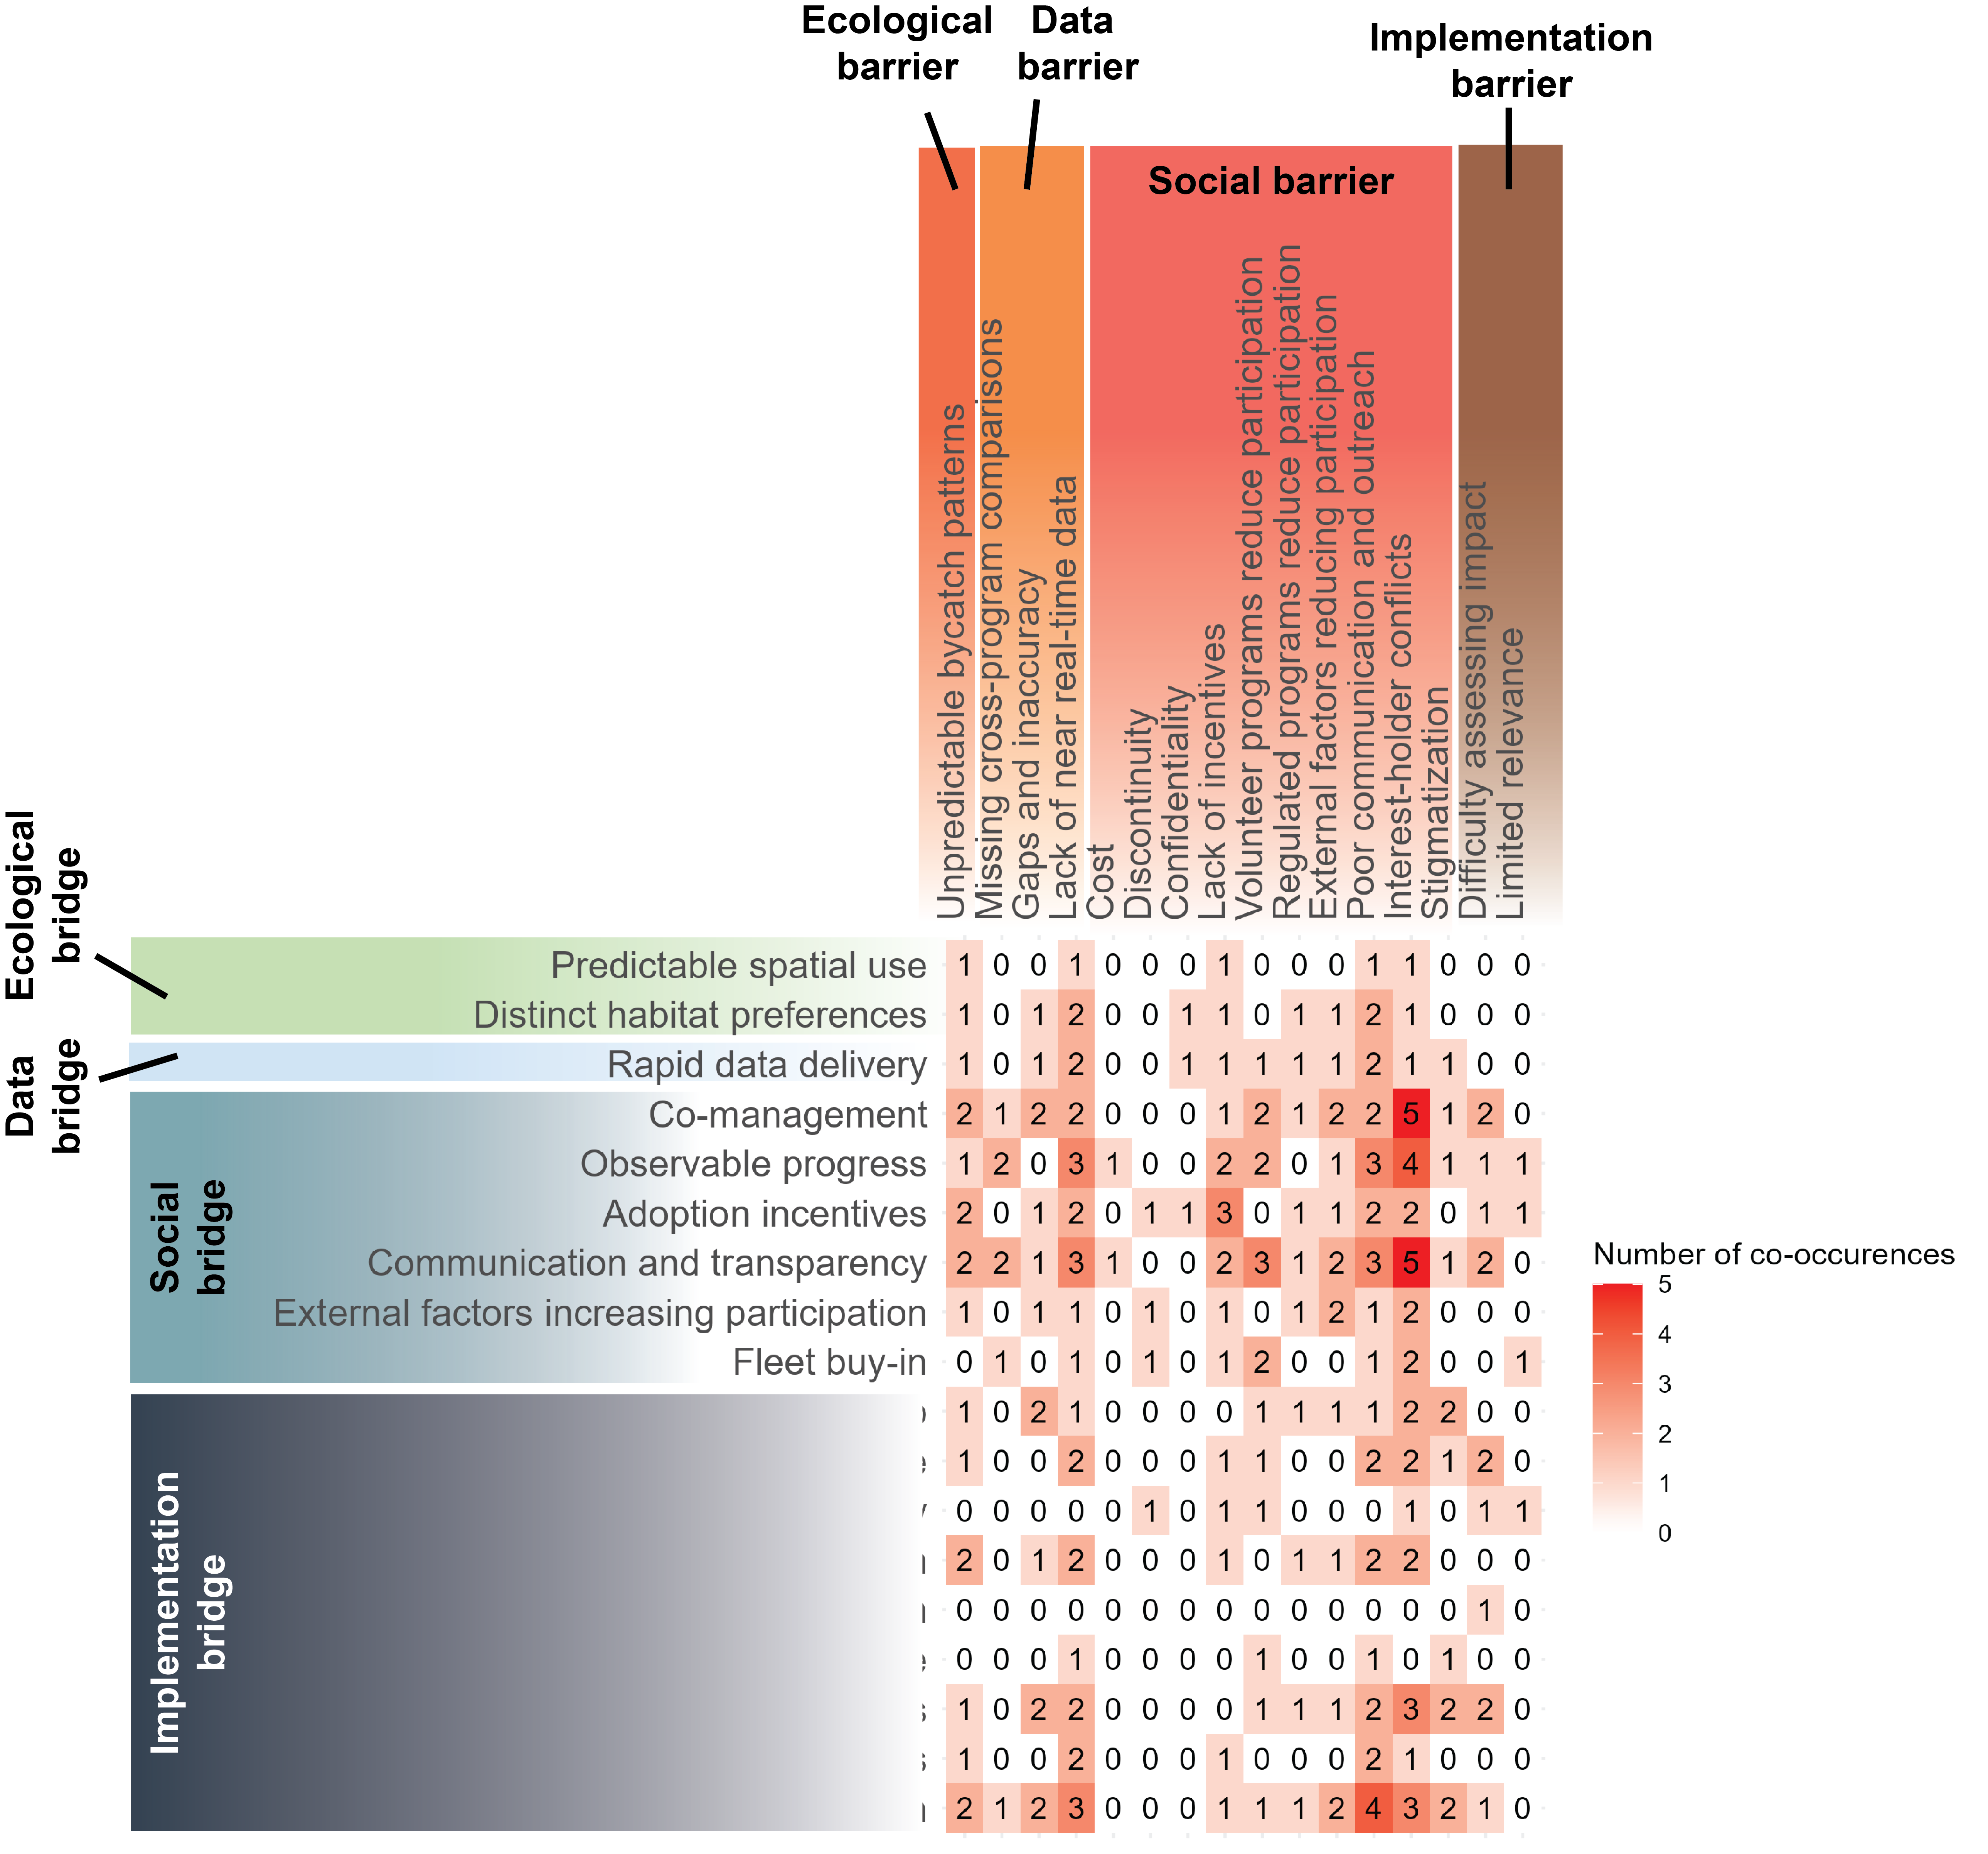 Ecological
barrier
Data
barrier
Implementation
barrier
Social barrier
Unpredictable bycatch patterns
Missing cross-program comparisons
Gaps and inaccuracy
Lack of near real-time data
Cost
Discontinuity
Confidentiality
Lack of incentives
Volunteer programs reduce participation
Regulated programs reduce participation
External factors reducing participation
Poor communication and outreach
Interest-holder conflicts
Stigmatization
Difficulty assessing impact
Limited relevance
Ecological
bridge
Data
bridge
Social
bridge
Implementation
bridge
Predictable spatial use 1 0 0 1 0 0 0 1 0 0 0 1 1 0 0 0
Distinct habitat preferences 1 0 1 2 0 0 1 1 0 1 1 2 1 0 0 0
Rapid data delivery 1 0 1 2 0 0 1 1 1 1 1 2 1 1 0 0
Co-management 2 1 2 2 0 0 0 1 2 1 2 2 5 1 2 0
Observable progress 1 2 0 3 1 0 0 2 2 0 1 3 4 1 1 1
Adoption incentives 2 0 1 2 0 1 1 3 0 1 1 2 2 0 1 1
Communication and transparency 2 2 1 3 1 0 0 2 3 1 2 3 5 1 2 0
External factors increasing participation 1 0 1 1 0 1 0 1 0 1 2 1 2 0 0 0
Fleet buy-in 0 1 0 1 0 1 0 1 2 0 0 1 2 0 0 1
1 0 2 1 0 0 0 0 1 1 1 1 2 2 0 0
1 0 0 2 0 0 0 1 1 0 0 2 2 1 2 0
0 0 0 0 0 1 0 1 1 0 0 0 1 0 1 1
2 0 1 2 0 0 0 1 0 1 1 2 2 0 0 0
0 0 0 0 0 0 0 0 0 0 0 0 0 0 1 0
0 0 0 1 0 0 0 0 1 0 0 1 0 1 0 0
1 0 2 2 0 0 0 0 1 1 1 2 3 2 2 0
1 0 0 2 0 0 0 1 0 0 0 2 1 0 0 0
2 1 2 3 0 0 0 1 1 1 2 4 3 2 1 0
Number of co-occurences
5
4
3
2
1
0